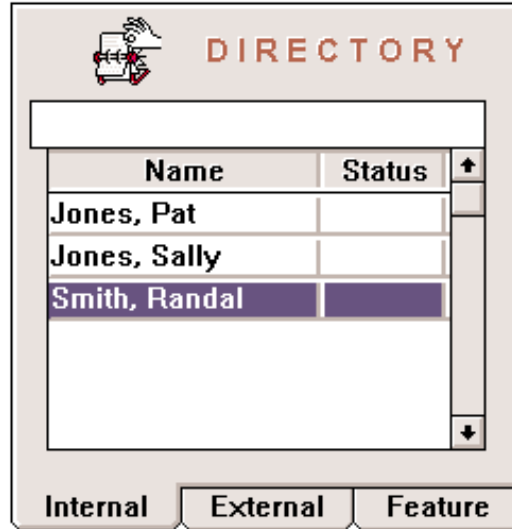 DIRECTORY
Name Status
Jones, Pat
Jones, Sally
Smith, Randal
Internal External Feature